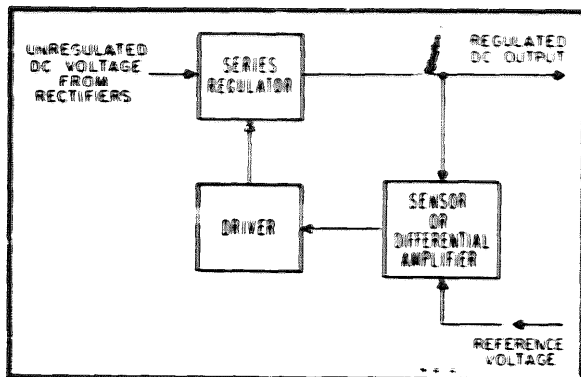 UNREGULATED
DC VOLTAGE
FROM
RECTIFIERS
SERIES
REGULATOR
REGULATED
DC OUTPUT
DRIVER
SENSOR
OR
DIFFERENTIAL
AMPLIFIER
REFERENCE
VOLTAGE